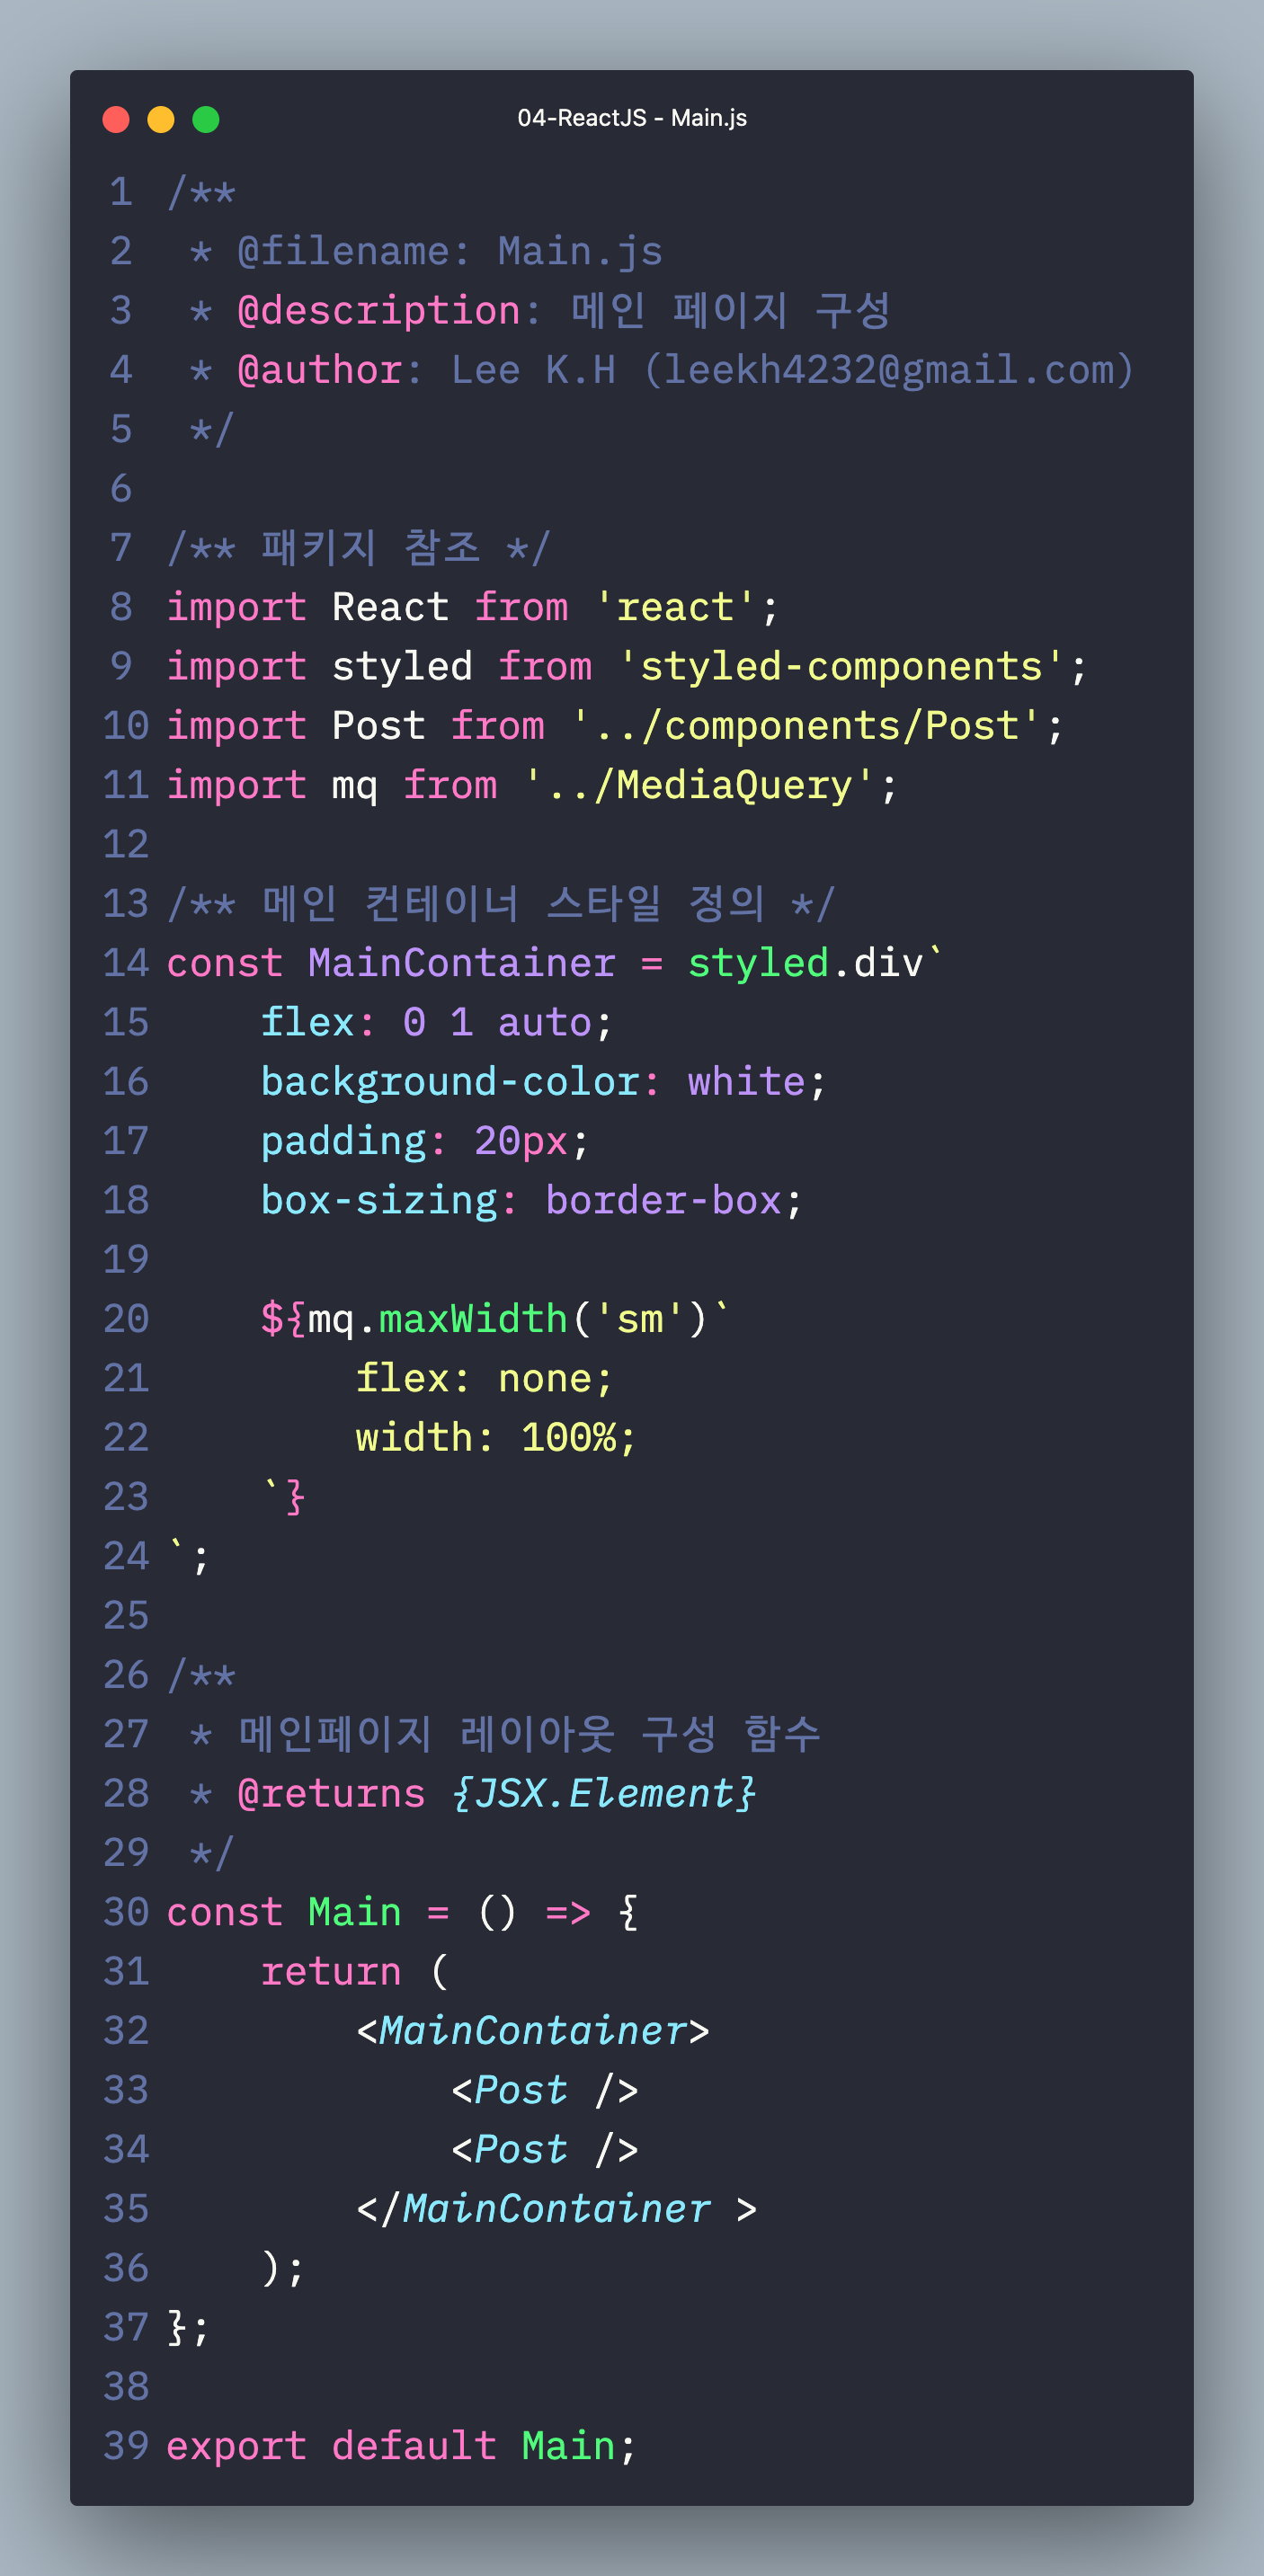 04-ReactJS - Main.js
1 /**
2  * @filename: Main.js
3  * @description: 메인 페이지 구성
4  * @author: Lee K.H (leekh4232@gmail.com)
5  */
6
7 /** 패키지 참조 */
8 import React from 'react';
9 import styled from 'styled-components';
10 import Post from '../components/Post';
11 import mq from '../MediaQuery';
12
13 /** 메인 컨테이너 스타일 정의 */
14 const MainContainer = styled.div`
15     flex: 0 1 auto;
16     background-color: white;
17     padding: 20px;
18     box-sizing: border-box;
19
20     ${mq.maxWidth('sm')`
21         flex: none;
22         width: 100%;
23     `}
24 `;
25
26 /**
27  * 메인페이지 레이아웃 구성 함수
28  * @returns {JSX.Element}
29  */
30 const Main = () => {
31     return (
32         <MainContainer>
33             <Post />
34             <Post />
35         </MainContainer >
36     );
37 };
38
39 export default Main;